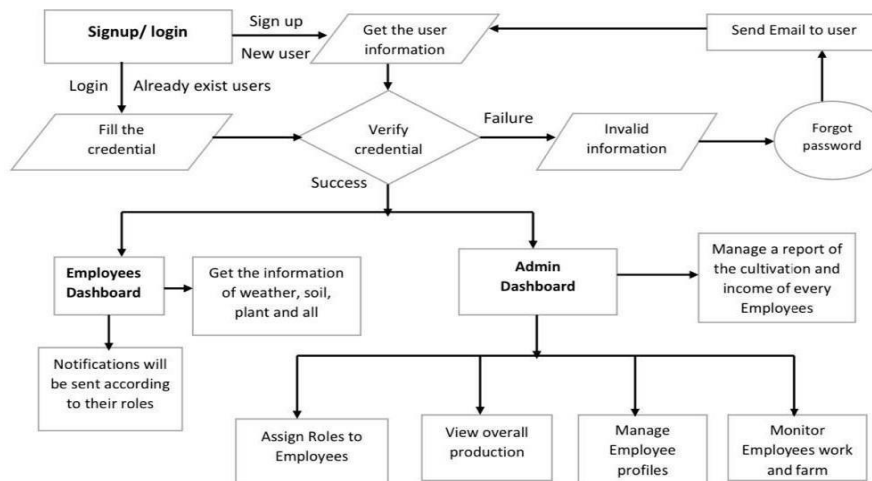 Signup/ login
Sign up
New user
Get the user
information
Send Email to user
Login
Already exist users
Fill the
credential
Verify
credential
Failure
Invalid
information
Forgot
password
Success
Employees
Dashboard
Get the information
of weather, soil,
plant and all
Admin
Dashboard
Manage a report of
the cultivation and
income of every
Employees
Notifications will
be sent according
to their roles
Assign Roles to
Employees
View overall
production
Manage
Employee
profiles
Monitor
Employees work
and farm